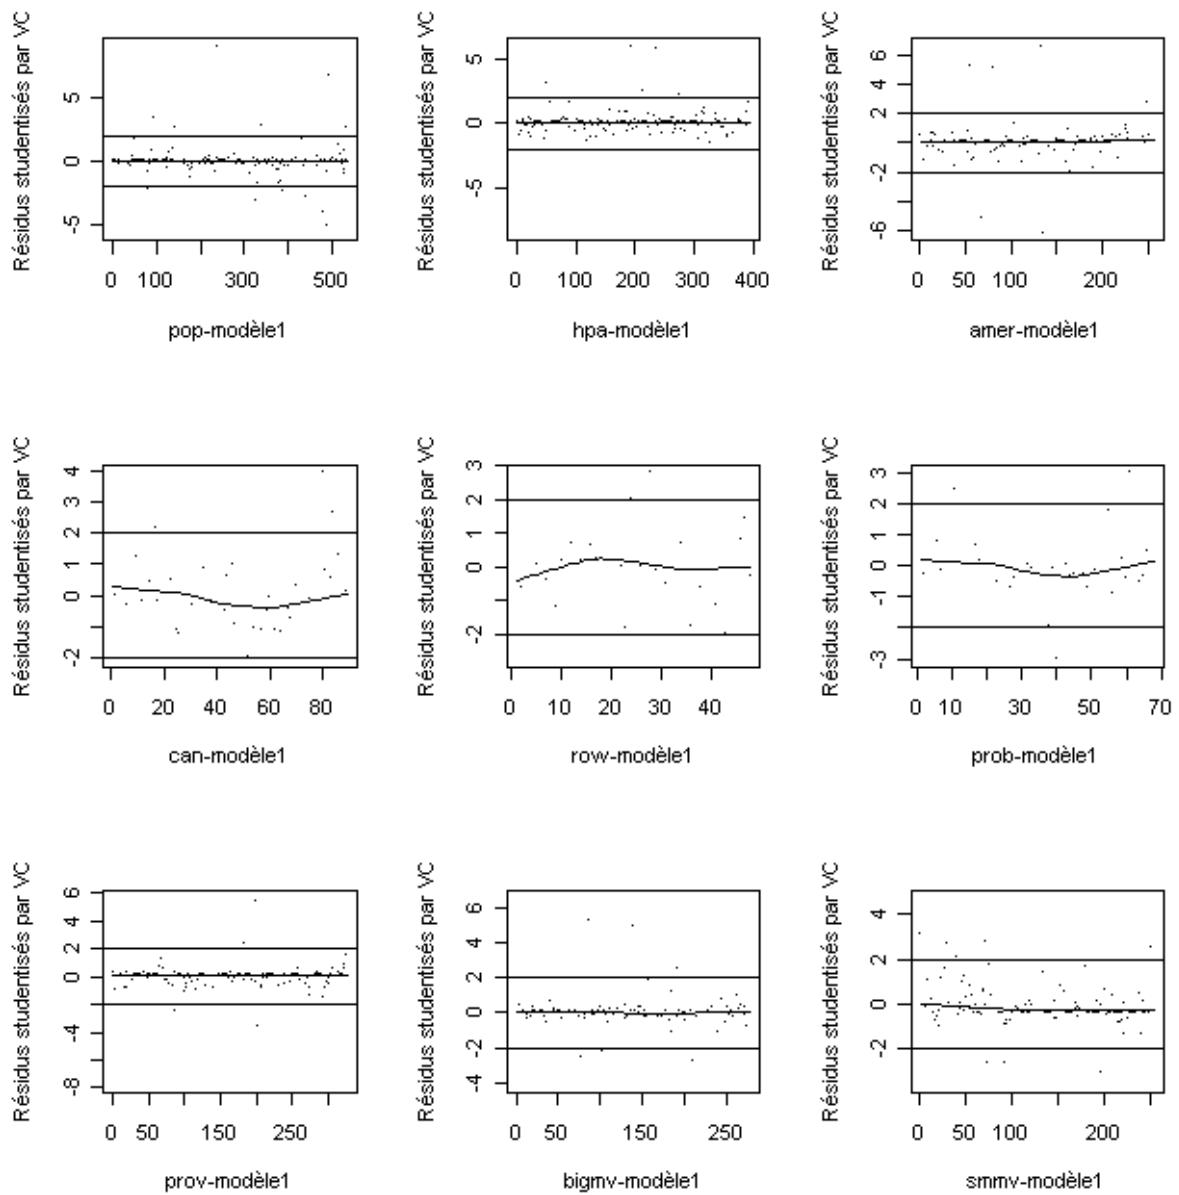 Résidus studentisés par VC
5
0
-5
0 100 300 500
pop-modèle1
Résidus studentisés par VC
5
0
-5
0 100 200 300 400
hpa-modèle1
Résidus studentisés par VC
6
4
2
0
-2
-6
0 50 100 200
amer-modèle1
Résidus studentisés par VC
4
3
2
1
0
-2
0 20 40 60 80
can-modèle1
Résidus studentisés par VC
3
2
1
0
-2
0 10 20 30 40
row-modèle1
Résidus studentisés par VC
3
2
1
0
-1
-3
0 10 30 50 70
prob-modèle1
Résidus studentisés par VC
6
4
2
0
-4
-8
0 50 150 250
prov-modèle1
Résidus studentisés par VC
6
4
2
0
-2
-4
0 50 150 250
bigmv-modèle1
Résidus studentisés par VC
4
2
0
-2
0 50 100 200
smmv-modèle1